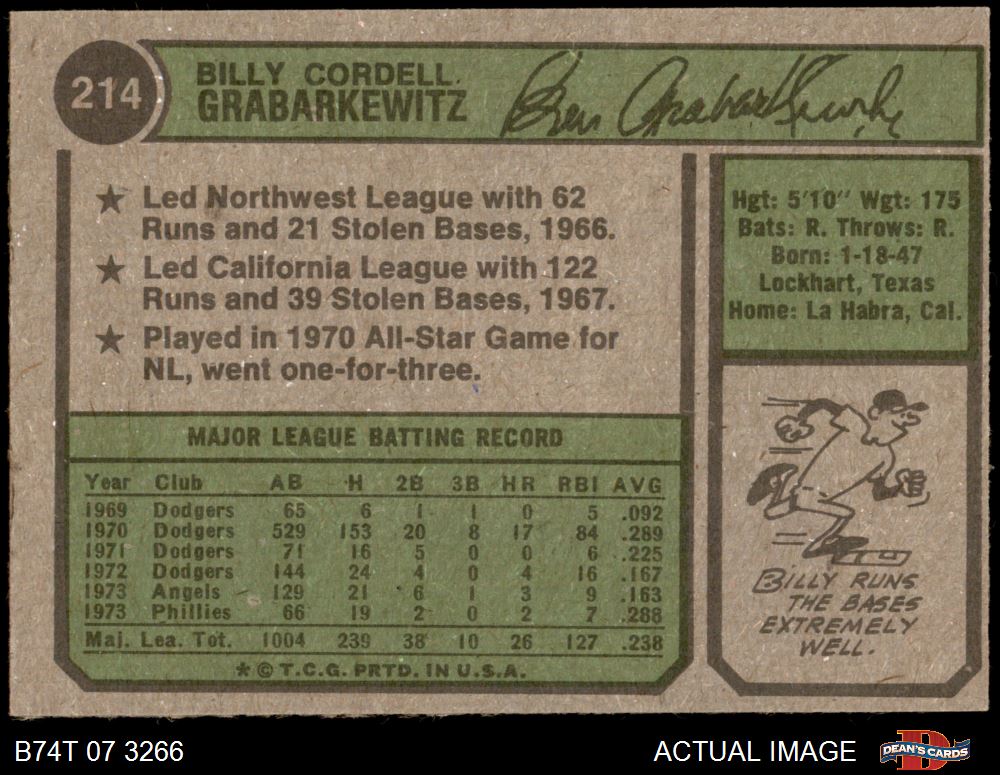 214
BILLY CORDELL
GRABARKEWITZ
★ Led Northwest League with 62
Runs and 21 Stolen Bases, 1966.
★ Led California League with 122
Runs and 39 Stolen Bases, 1967.
★ Played in 1970 All-Star Game for
NL, went one-for-three.
Hgt: 5'10" Wgt: 175
Bats: R. Throws: R.
Born: 1-18-47
Lockhart, Texas
Home: La Habra, Cal.
MAJOR LEAGUE BATTING RECORD
Year Club AB H 2B 3B HR RBI AVG
1969 Dodgers 65 6 1 1 0 5 .092
1970 Dodgers 529 153 20 8 17 84 .289
1971 Dodgers 71 16 5 0 0 6 .225
1972 Dodgers 144 24 4 0 4 16 .167
1973 Angels 129 21 6 1 3 9 .163
1973 Phillies 66 19 2 0 2 7 .288
Maj. Lea. Tot. 1004 239 38 10 26 127 .238
* © T.C.G. PRTD. IN U.S.A.
BILLY RUNS
THE BASES
EXTREMELY
WELL.
B74T 07 3266
ACTUAL IMAGE
DEAN'S CARDS